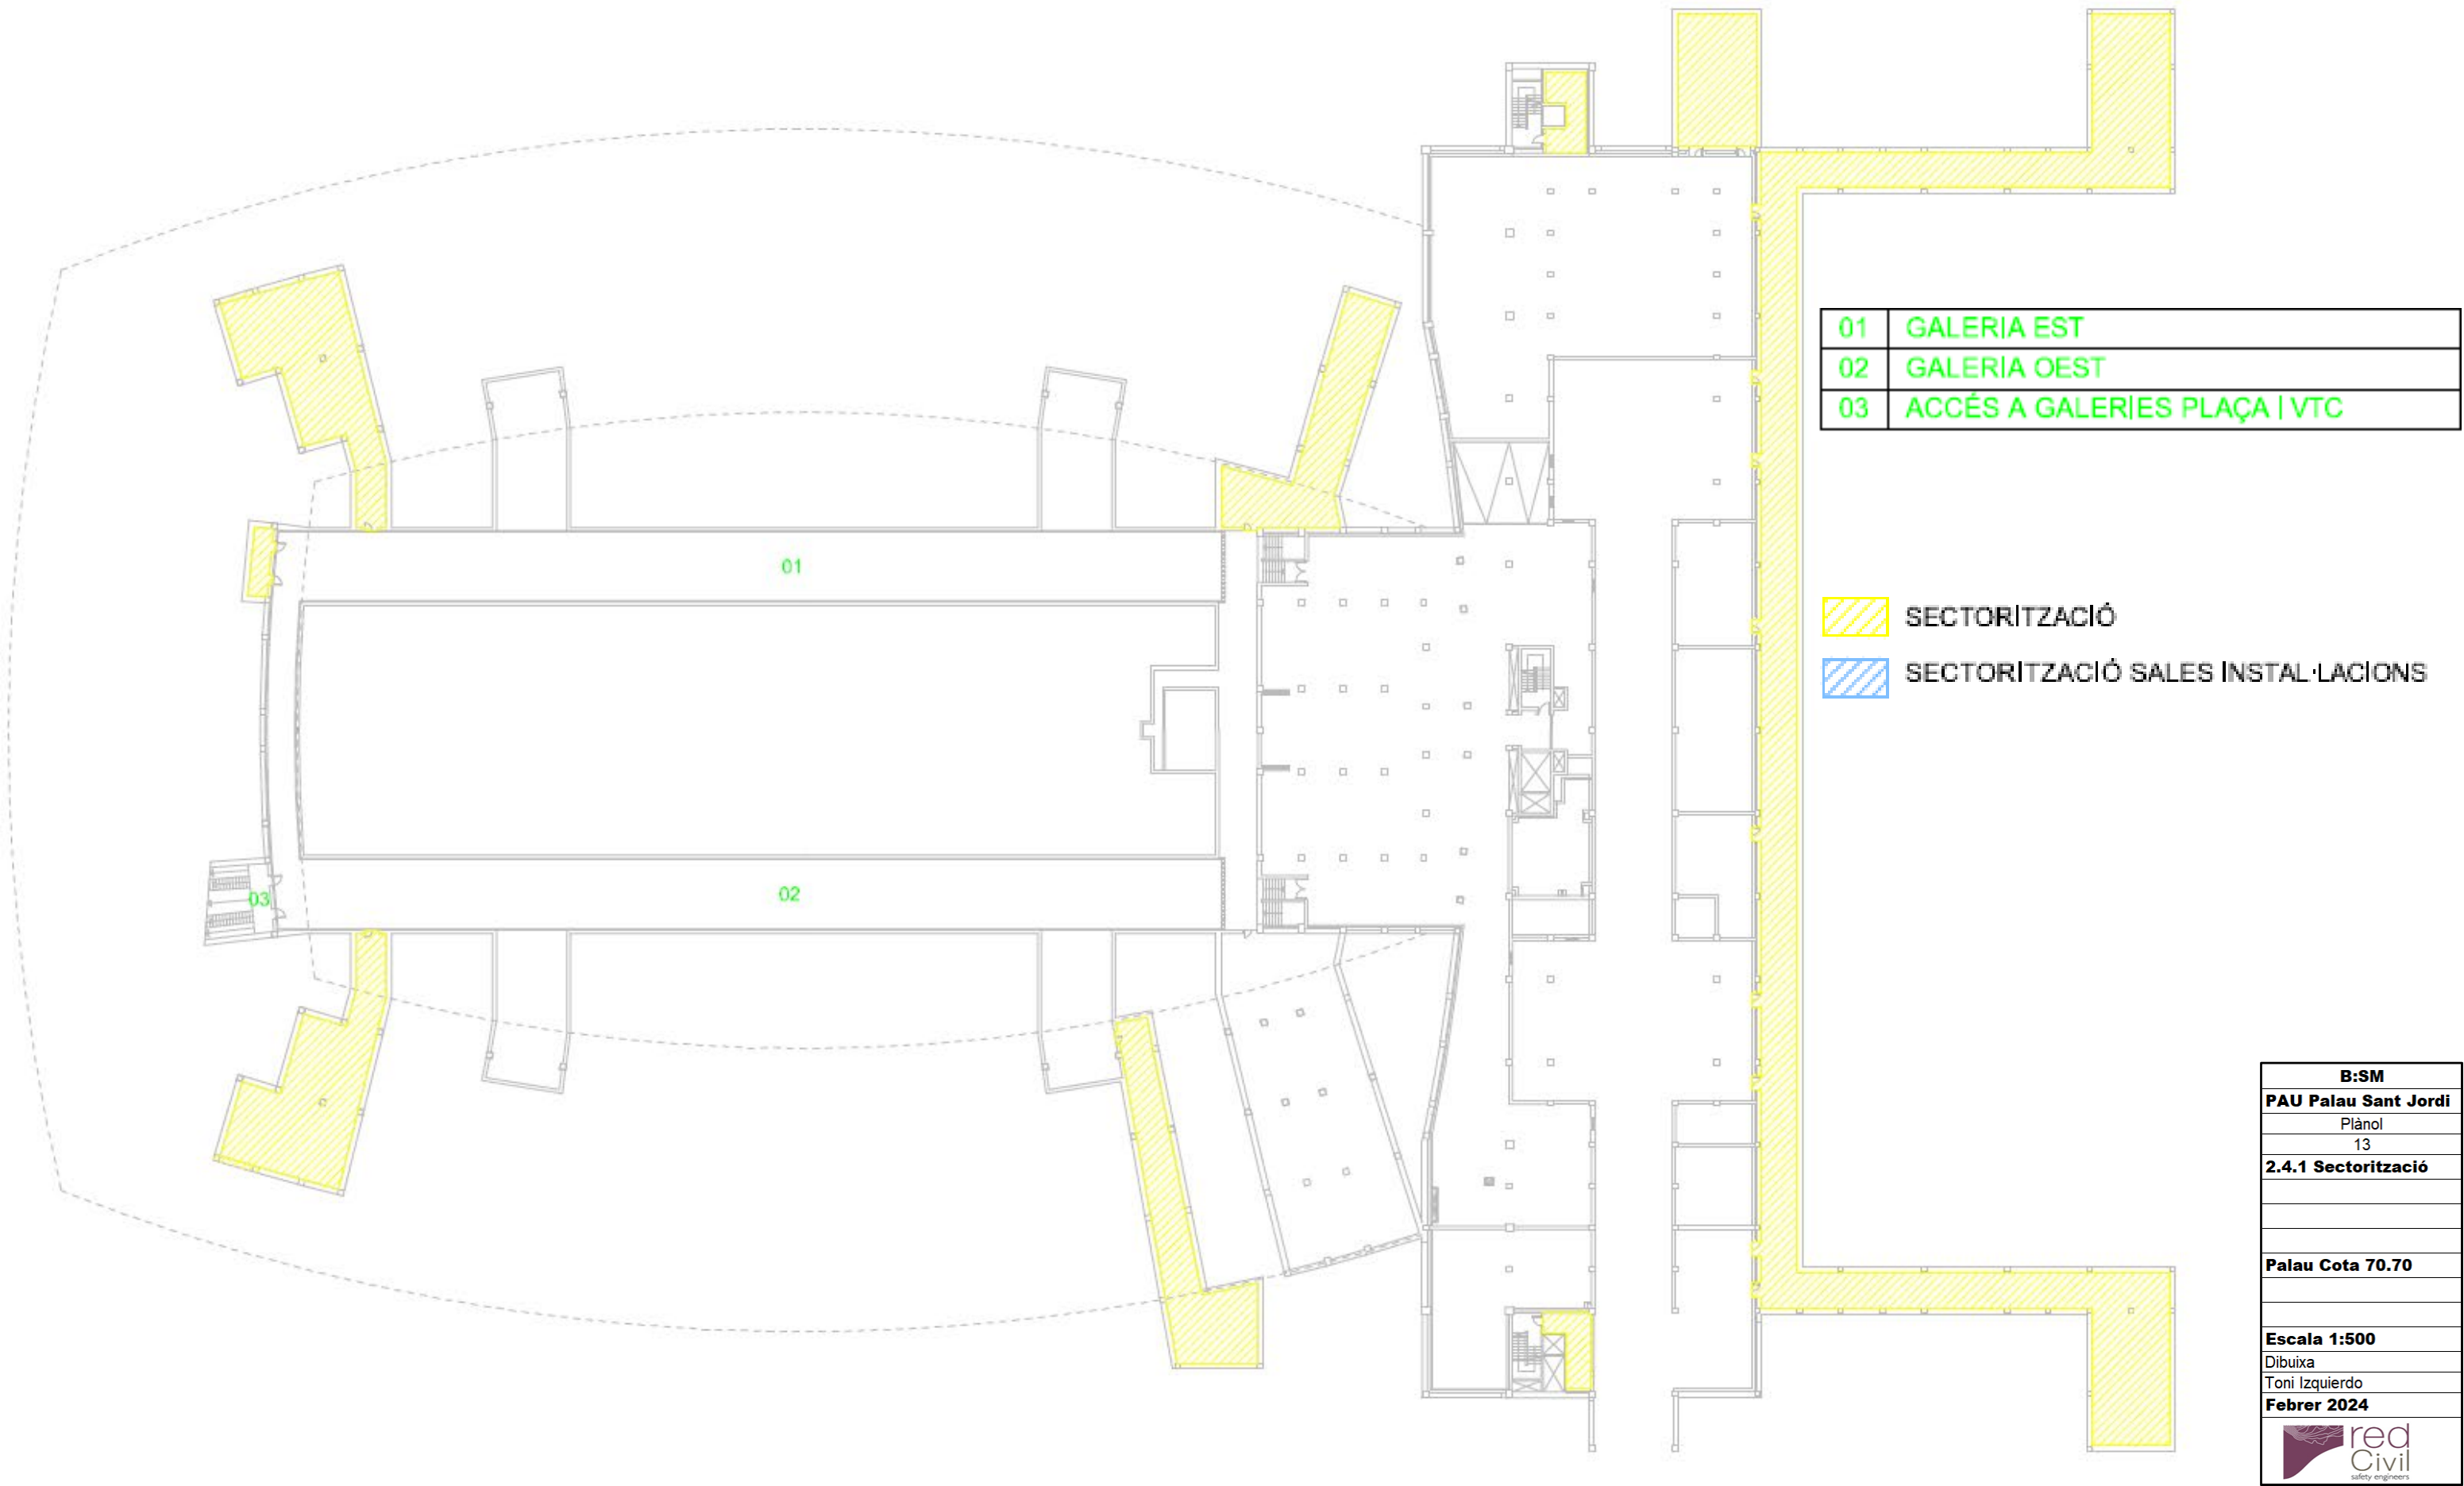 01 GALERIA EST
02 GALERIA OEST
03 ACCÉS A GALERIES PLAÇA I VTC
01
SECTORITZACIÓ
SECTORITZACIÓ SALES INSTAL·LACIONS
02
03
B:SM
PAU Palau Sant Jordi
Plànol
13
2.4.1 Sectorització
Palau Cota 70.70
Escala 1:500
Dibuixa
Toni Izquierdo
Febrer 2024
red
Civil
safety engineers